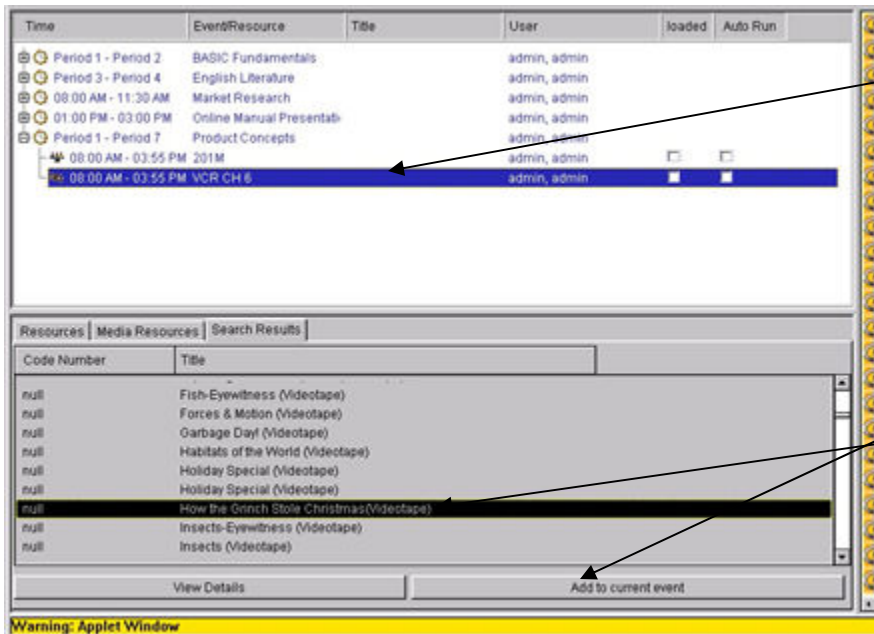 Time Event/Resource Title User loaded Auto Run
Period 1 - Period 2 BASIC Fundamentals admin, admin
Period 3 - Period 4 English Literature admin, admin
08:00 AM - 11:30 AM Market Research admin, admin
01:00 PM - 03:00 PM Online Manual Presentati admin, admin
Period 1 - Period 7 Product Concepts admin, admin
08:00 AM - 03:55 PM 201M admin, admin
08:00 AM - 03:55 PM VCR CH 6 admin, admin
Resources Media Resources Search Results
Code Number Title
null Fish-Eyewitness (Videotape)
null Forces & Motion (Videotape)
null Garbage Day! (Videotape)
null Habitats of the World (Videotape)
null Holiday Special (Videotape)
null Holiday Special (Videotape)
null How the Grinch Stole Christmas(Videotape)
null Insects-Eyewitness (Videotape)
null Insects (Videotape)
View Details Add to current event
Warning: Applet Window